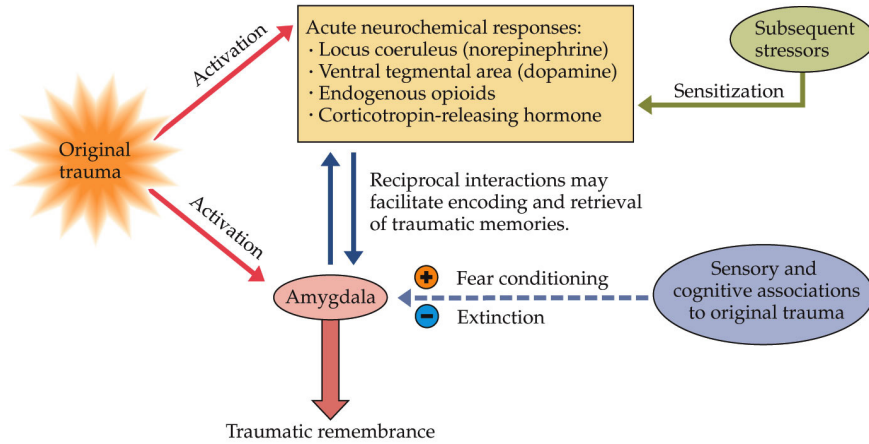 Acute neurochemical responses:
· Locus coeruleus (norepinephrine)
· Ventral tegmental area (dopamine)
· Endogenous opioids
· Corticotropin-releasing hormone
Subsequent
stressors
Activation
Sensitization
Original
trauma
Reciprocal interactions may
facilitate encoding and retrieval
of traumatic memories.
Activation
Amygdala
+ Fear conditioning
− Extinction
Sensory and
cognitive associations
to original trauma
Traumatic remembrance